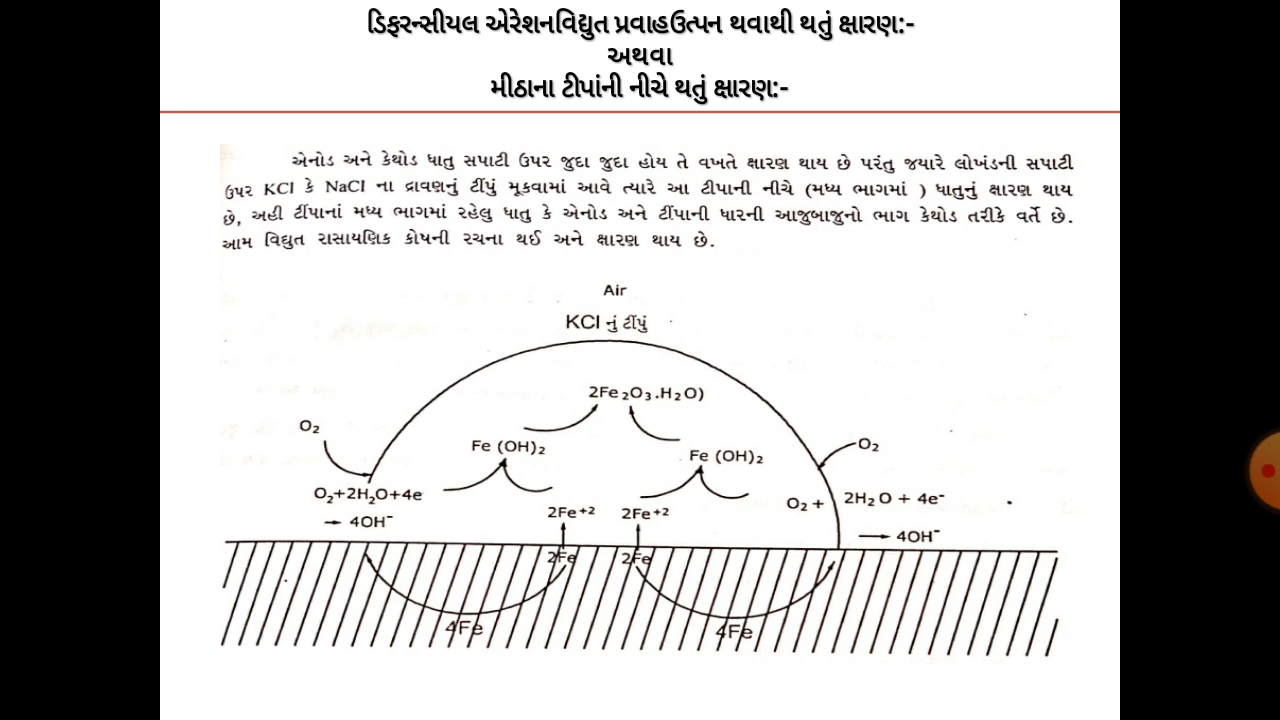 ડિફરન્સીયલ એરેશનવિદ્યુત પ્રવાહઉત્પન થવાથી થતું ક્ષારણ:-
અથવા
મીઠાના ટીપાંની નીચે થતું ક્ષારણ:-
એનોડ અને કેથોડ ધાતુ સપાટી ઉપર જુદા જુદા હોય તે વખતે ક્ષારણ થાય છે પરંતુ જયારે લોખંડની સપાટી
ઉપર KCl કે NaCl ના દ્રાવણનું ટીંપું મૂકવામાં આવે ત્યારે આ ટીપાની નીચે (મધ્ય ભાગમાં ) ધાતુનું ક્ષારણ થાય
છે, અહી ટીંપાનાં મધ્ય ભાગમાં રહેલુ ધાતુ કે એનોડ અને ટીંપાની ધારની આજુબાજુનો ભાગ કેથોડ તરીકે વર્તે છે.
આમ વિદ્યુત રાસાયણિક કોષની રચના થઈ અને ક્ષારણ થાય છે.
Air
KCl નું ટીંપું
2Fe₂O₃.H₂O)
O₂
O₂
Fe (OH)₂
Fe (OH)₂
O₂+2H₂O+4e
O₂ +
2H₂O + 4e⁻
2Fe+2
2Fe+2
→ 4OH⁻
→ 4OH⁻
2Fe
2Fe
4Fe
4Fe